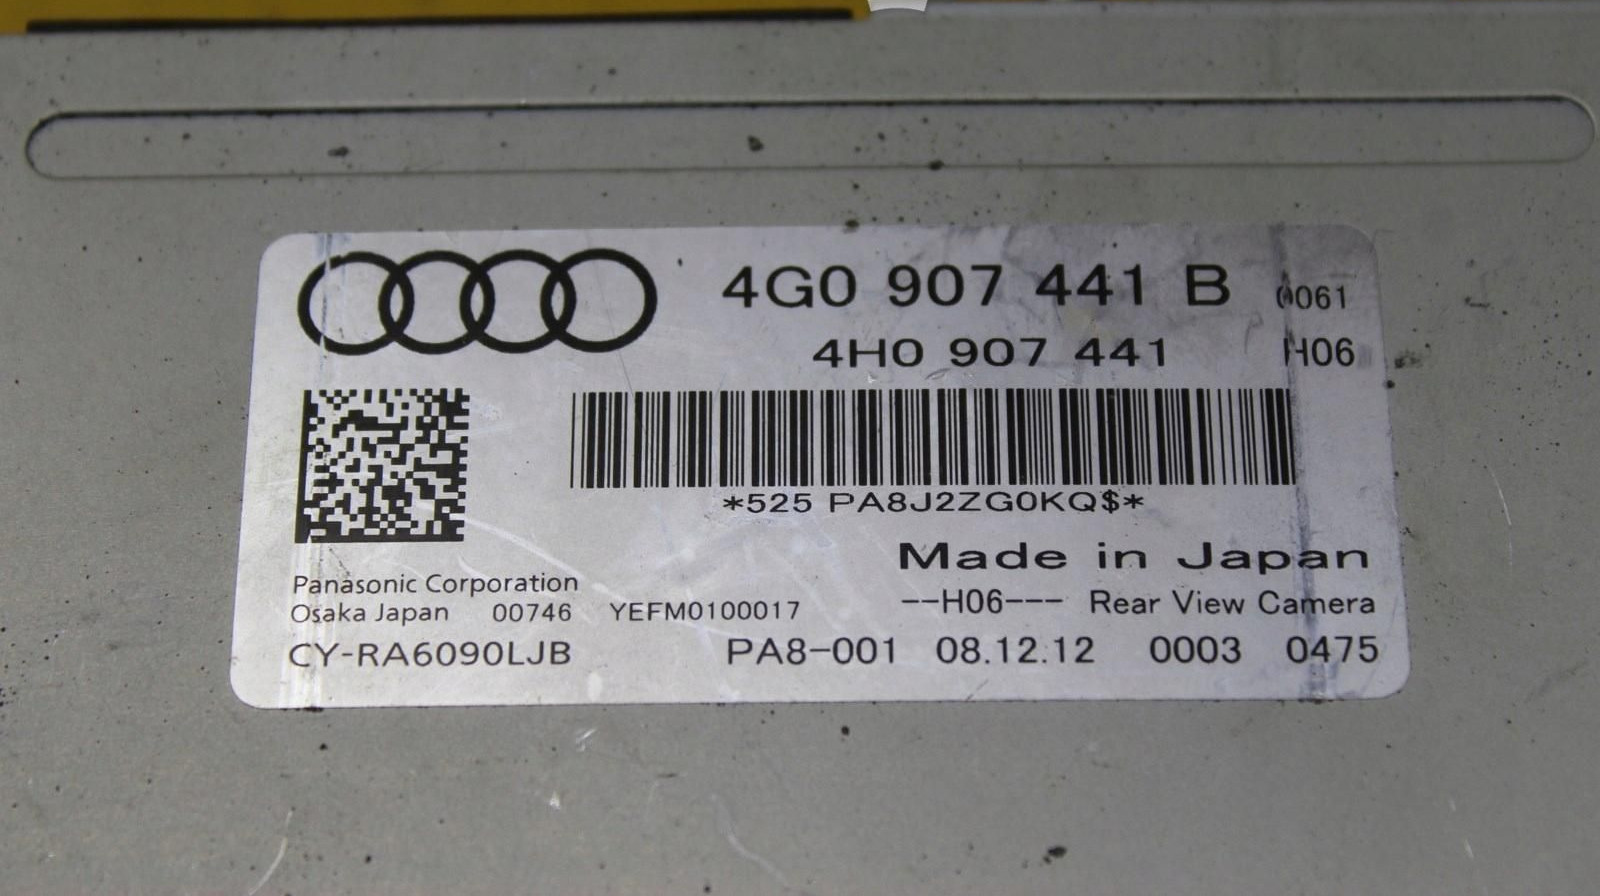 4G0 907 441 B 0061
4H0 907 441 H06
*525 PA8J2ZG0KQ$*
Made in Japan
Panasonic Corporation
Osaka Japan 00746 YEFM0100017 --H06--- Rear View Camera
CY-RA6090LJB PA8-001 08.12.12 0003 0475